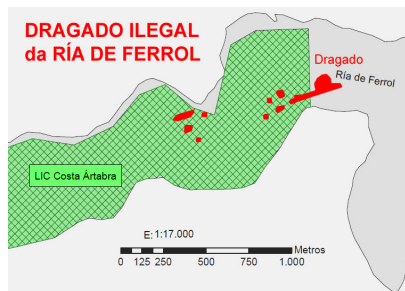 DRAGADO ILEGAL
da RÍA DE FERROL
Dragado
Ría de Ferrol
LIC Costa Ártabra
E: 1:17.000
Metros
0 125 250 500 750 1.000